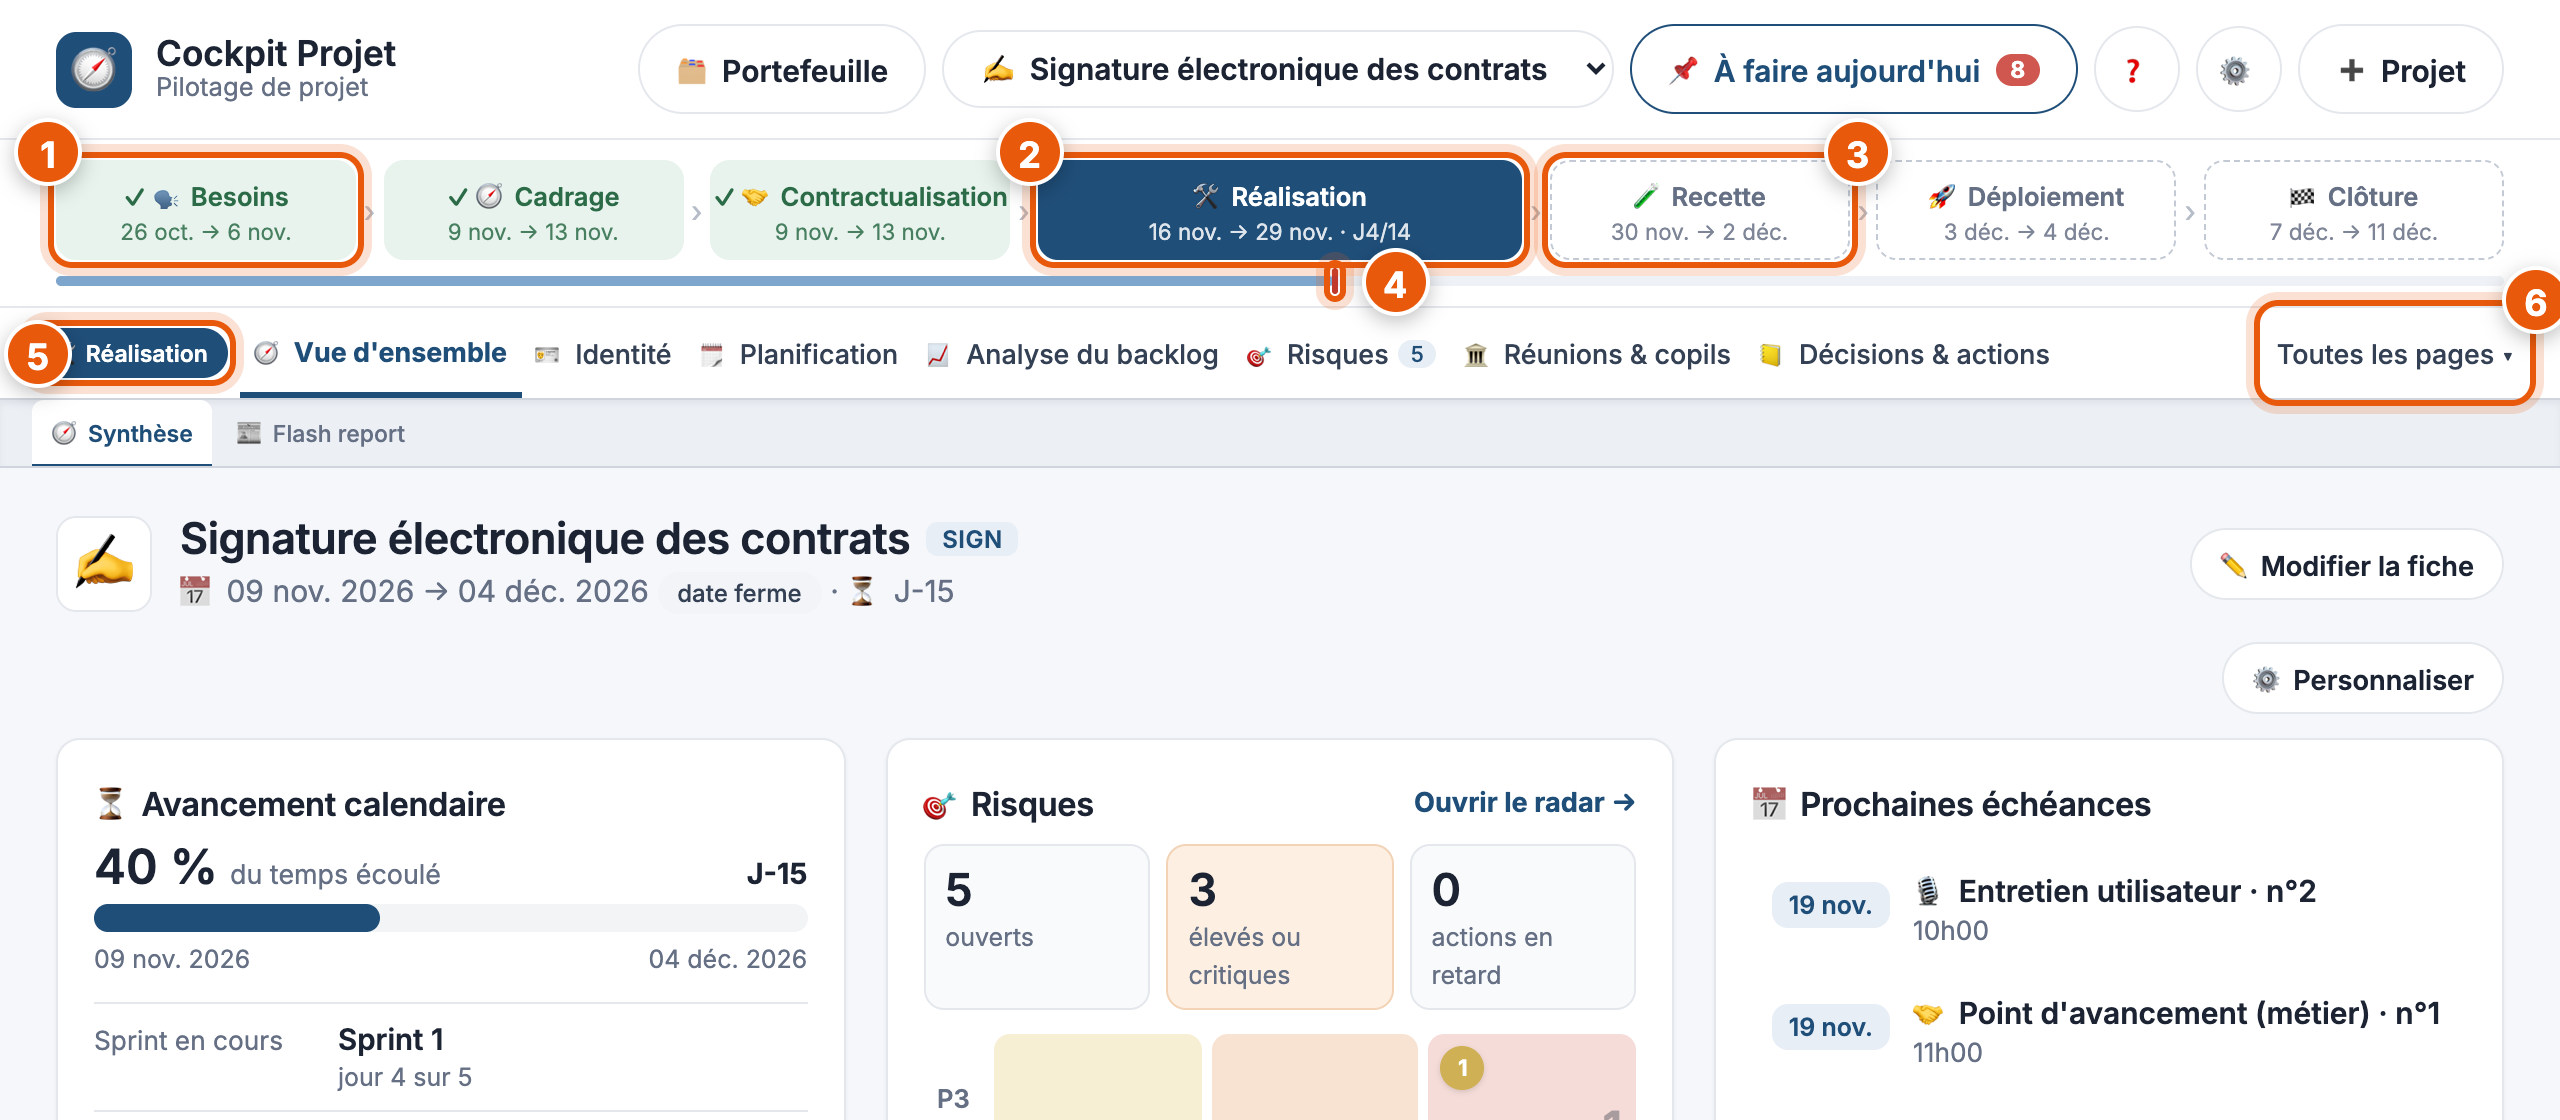 Cockpit Projet
Pilotage de projet
Portefeuille
Signature électronique des contrats
À faire aujourd'hui 8
?
+ Projet
1
2
3
✓ Besoins
26 oct. → 6 nov.
✓ Cadrage
9 nov. → 13 nov.
✓ Contractualisation
9 nov. → 13 nov.
Réalisation
16 nov. → 29 nov. · J4/14
Recette
30 nov. → 2 déc.
Déploiement
3 déc. → 4 déc.
Clôture
7 déc. → 11 déc.
4
6
5
Réalisation
Vue d'ensemble
Identité
Planification
Analyse du backlog
Risques 5
Réunions & copils
Décisions & actions
Toutes les pages ▾
Synthèse
Flash report
Signature électronique des contrats SIGN
09 nov. 2026 → 04 déc. 2026 date ferme · J-15
Modifier la fiche
Personnaliser
Avancement calendaire
40 % du temps écoulé J-15
09 nov. 2026 04 déc. 2026
Sprint en cours Sprint 1
jour 4 sur 5
Risques
Ouvrir le radar →
5
ouverts
3
élevés ou
critiques
0
actions en
retard
P3
1
1
Prochaines échéances
19 nov.
Entretien utilisateur · n°2
10h00
19 nov.
Point d'avancement (métier) · n°1
11h00